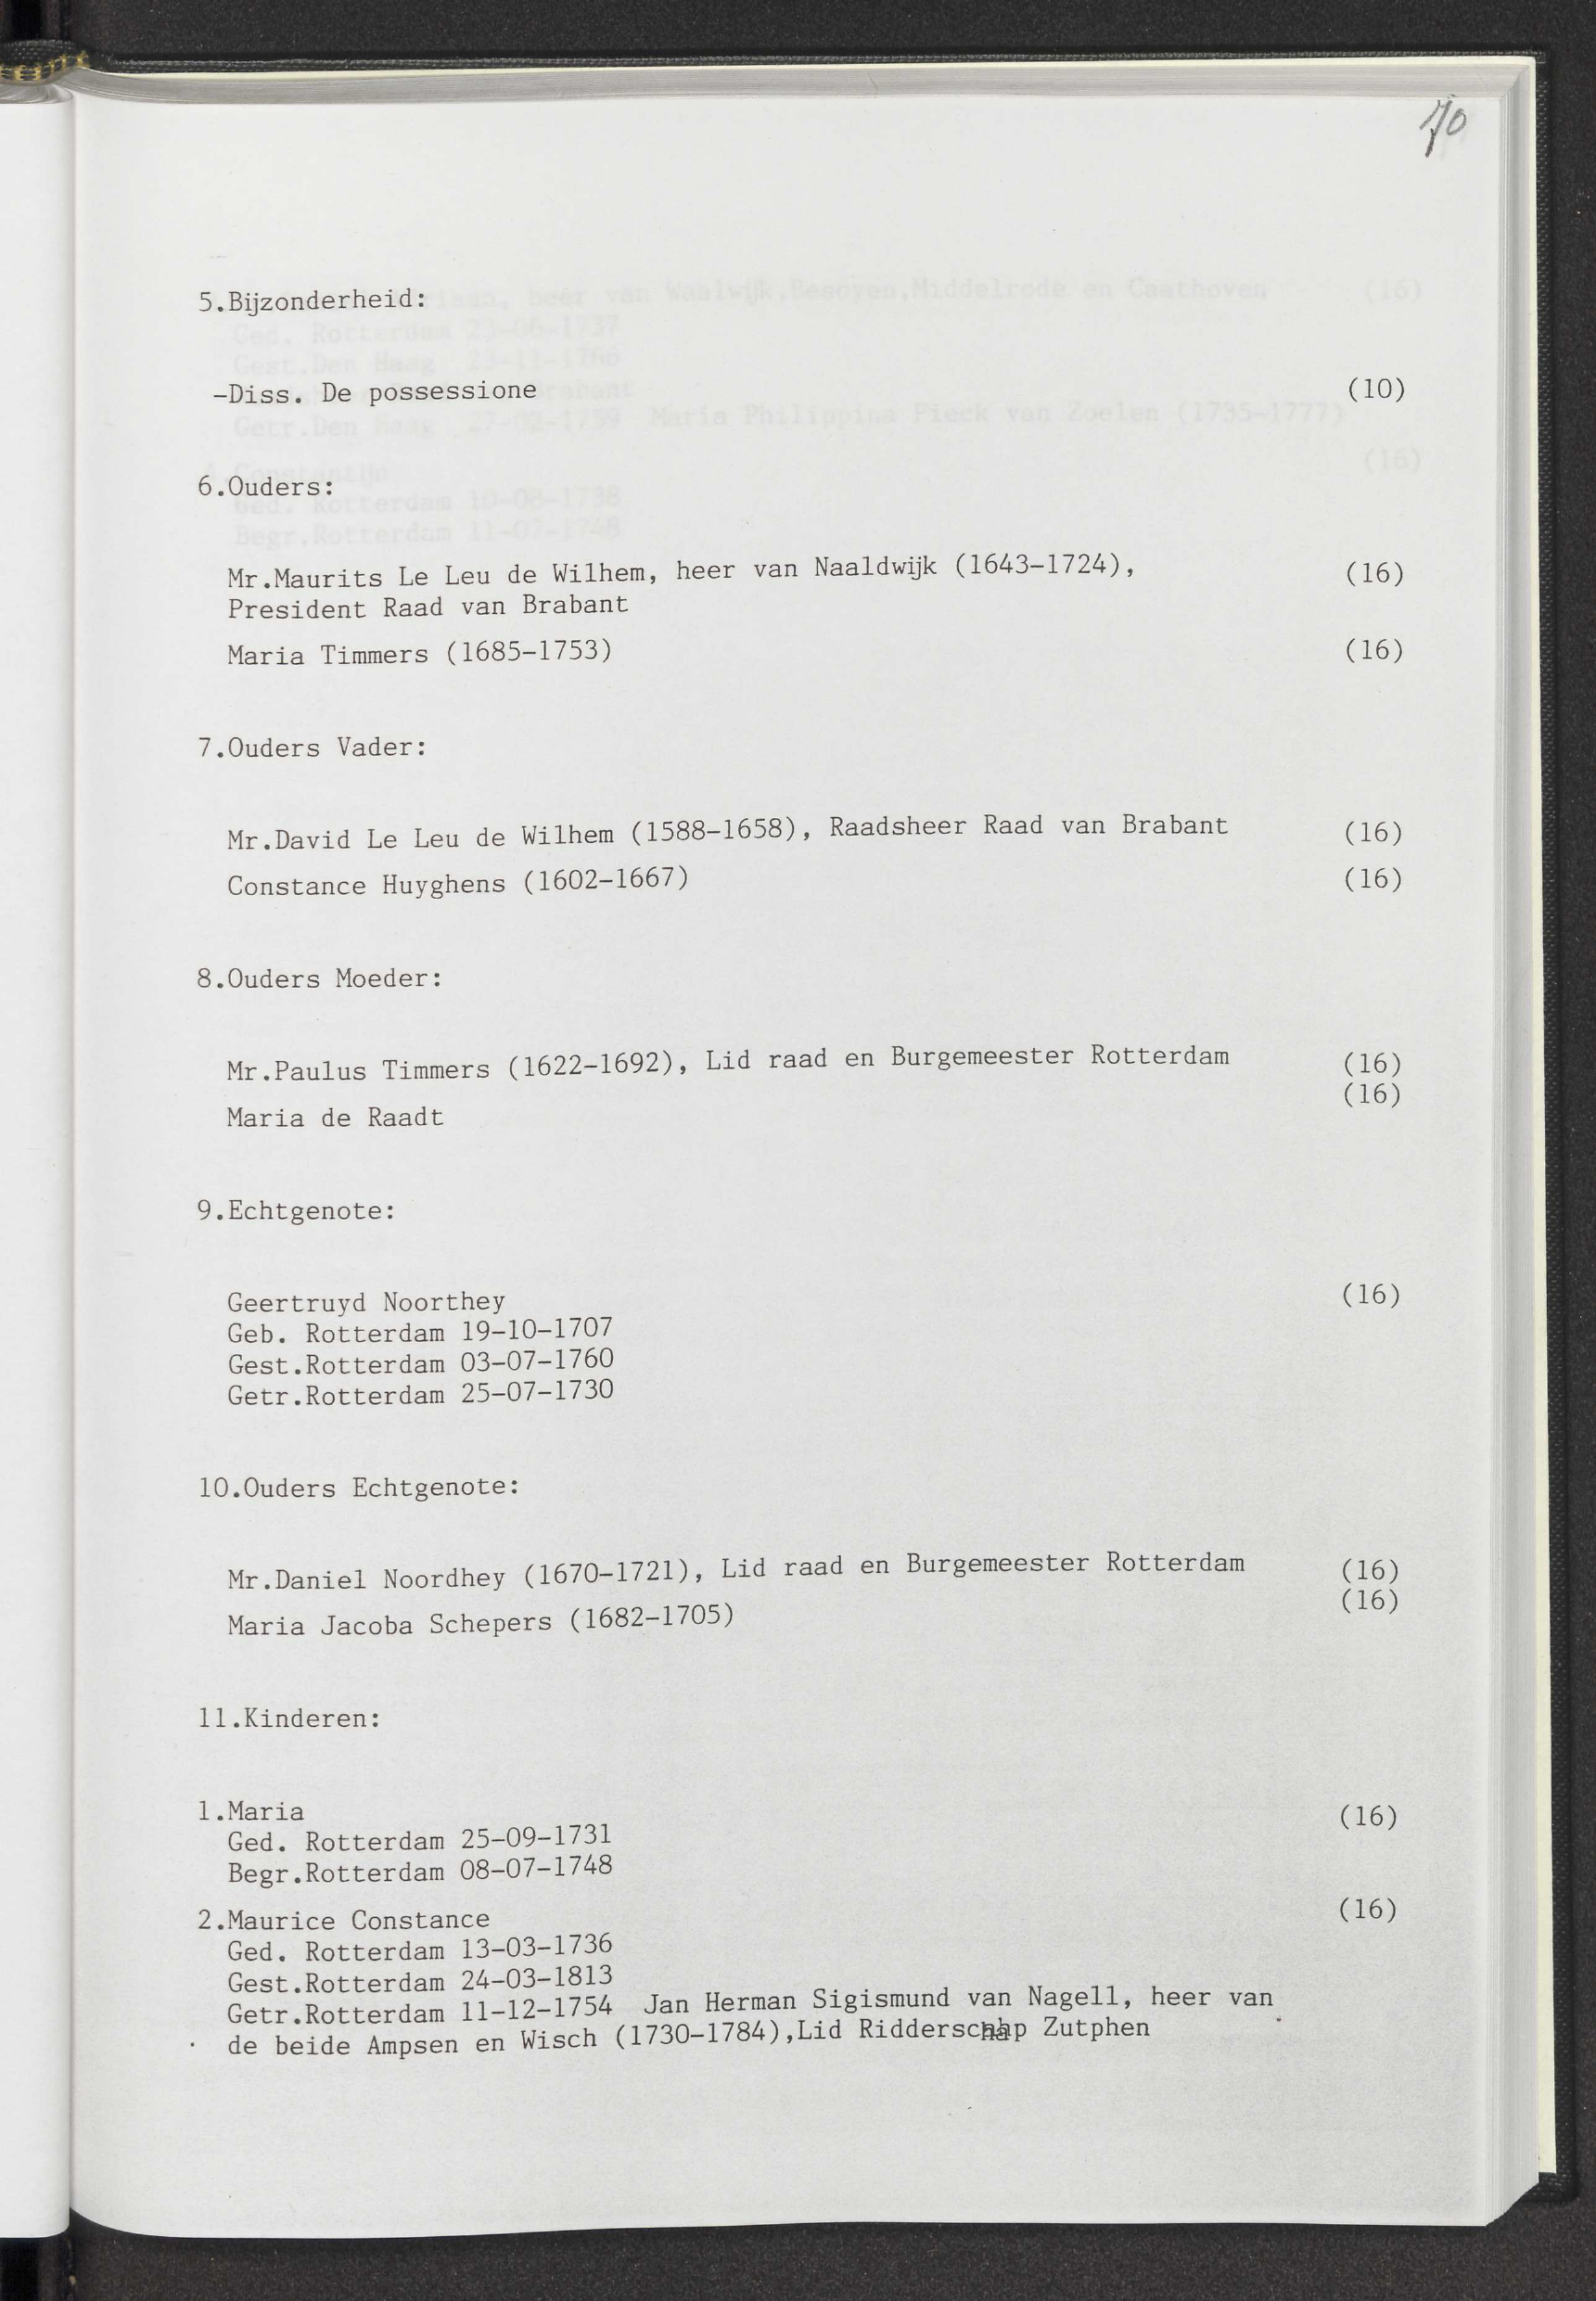 70
5.Bijzonderheid:
-Diss. De possessione (10)
6.Ouders:
Mr.Maurits Le Leu de Wilhem, heer van Naaldwijk (1643-1724), (16)
President Raad van Brabant
Maria Timmers (1685-1753) (16)
7.Ouders Vader:
Mr.David Le Leu de Wilhem (1588-1658), Raadsheer Raad van Brabant (16)
Constance Huyghens (1602-1667) (16)
8.Ouders Moeder:
Mr.Paulus Timmers (1622-1692), Lid raad en Burgemeester Rotterdam (16)
(16)
Maria de Raadt
9.Echtgenote:
Geertruyd Noorthey (16)
Geb. Rotterdam 19-10-1707
Gest.Rotterdam 03-07-1760
Getr.Rotterdam 25-07-1730
10.Ouders Echtgenote:
Mr.Daniel Noordhey (1670-1721), Lid raad en Burgemeester Rotterdam (16)
(16)
Maria Jacoba Schepers (1682-1705)
11.Kinderen:
1.Maria (16)
Ged. Rotterdam 25-09-1731
Begr.Rotterdam 08-07-1748
2.Maurice Constance (16)
Ged. Rotterdam 13-03-1736
Gest.Rotterdam 24-03-1813
Getr.Rotterdam 11-12-1754 Jan Herman Sigismund van Nagell, heer van
de beide Ampsen en Wisch (1730-1784),Lid Ridderschap Zutphen